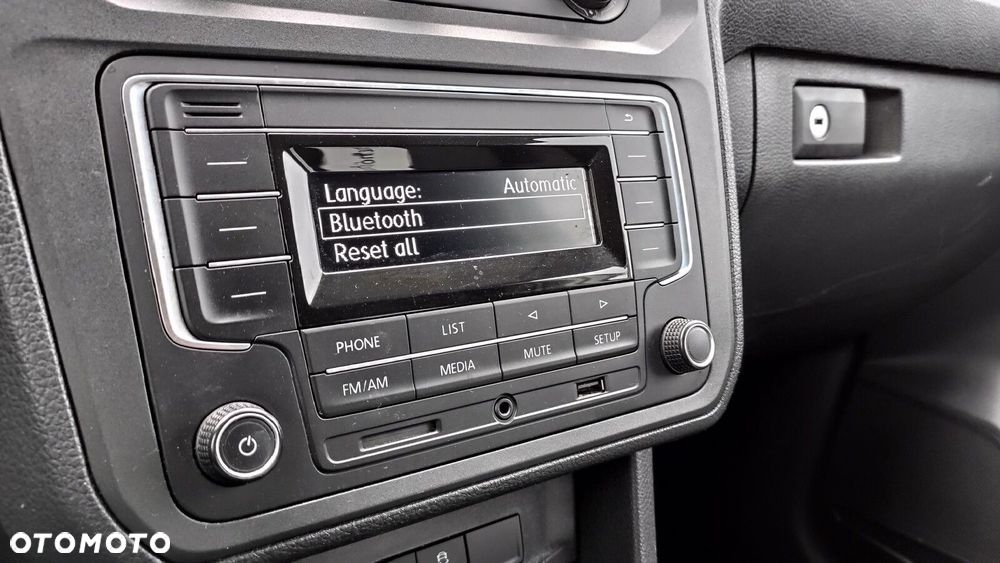 Language: Automatic
Bluetooth
Reset all
PHONE LIST
FM/AM MEDIA MUTE SETUP
OTOMOTO